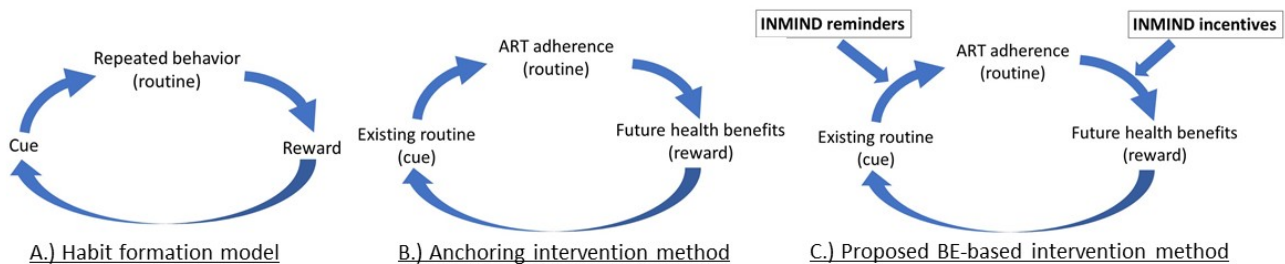 Repeated behavior
(routine)
Cue
Reward
A.) Habit formation model
ART adherence
(routine)
Existing routine
(cue)
Future health benefits
(reward)
B.) Anchoring intervention method
INMIND reminders
INMIND incentives
ART adherence
(routine)
Existing routine
(cue)
Future health benefits
(reward)
C.) Proposed BE-based intervention method